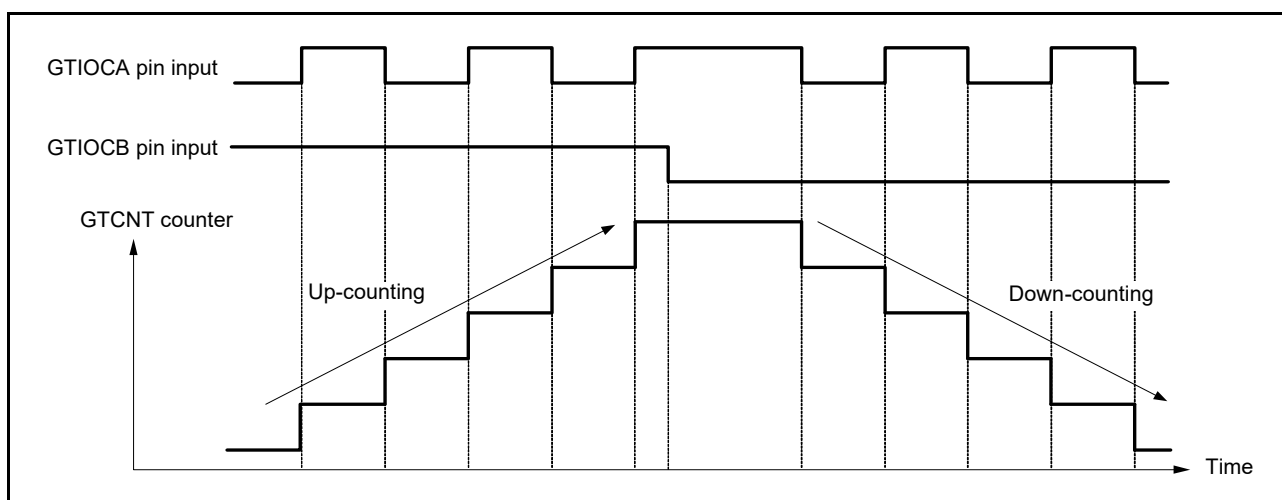 GTIOCA pin input
GTIOCB pin input
GTCNT counter
Up-counting
Down-counting
Time